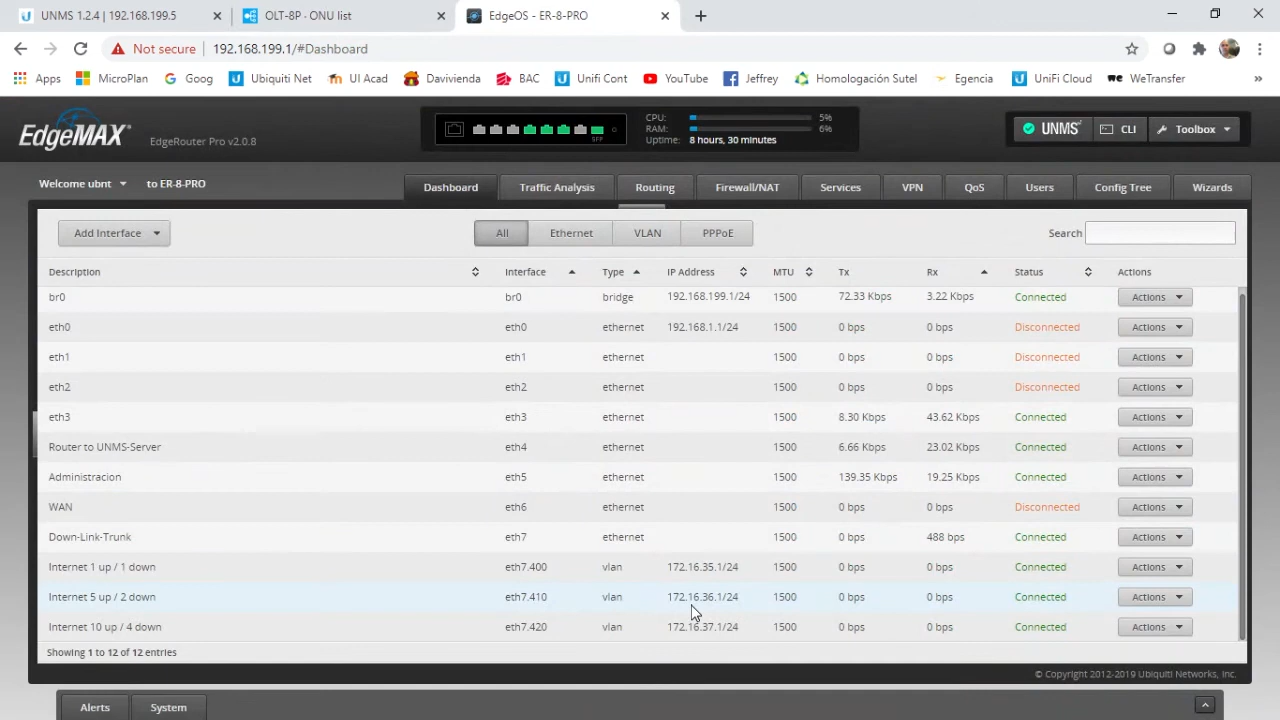 UNMS 1.2.4 | 192.168.199.5
OLT-8P - ONU list
EdgeOS - ER-8-PRO
Not secure | 192.168.199.1/#Dashboard
Apps MicroPlan Goog Ubiquiti Net UI Acad Davivienda BAC Unifi Cont YouTube Jeffrey Homologación Sutel Egencia UniFi Cloud WeTransfer »
EdgeMAX® EdgeRouter Pro v2.0.8
SFP
CPU: 5%
RAM: 6%
Uptime: 8 hours, 30 minutes
UNMS CLI Toolbox
Welcome ubnt to ER-8-PRO
Dashboard Traffic Analysis Routing Firewall/NAT Services VPN QoS Users Config Tree Wizards
Add Interface All Ethernet VLAN PPPoE Search
Description Interface Type IP Address MTU Tx Rx Status Actions
br0 br0 bridge 192.168.199.1/24 1500 72.33 Kbps 3.22 Kbps Connected Actions
eth0 eth0 ethernet 192.168.1.1/24 1500 0 bps 0 bps Disconnected Actions
eth1 eth1 ethernet 1500 0 bps 0 bps Disconnected Actions
eth2 eth2 ethernet 1500 0 bps 0 bps Disconnected Actions
eth3 eth3 ethernet 1500 8.30 Kbps 43.62 Kbps Connected Actions
Router to UNMS-Server eth4 ethernet 1500 6.66 Kbps 23.02 Kbps Connected Actions
Administracion eth5 ethernet 1500 139.35 Kbps 19.25 Kbps Connected Actions
WAN eth6 ethernet 1500 0 bps 0 bps Disconnected Actions
Down-Link-Trunk eth7 ethernet 1500 0 bps 488 bps Connected Actions
Internet 1 up / 1 down eth7.400 vlan 172.16.35.1/24 1500 0 bps 0 bps Connected Actions
Internet 5 up / 2 down eth7.410 vlan 172.16.36.1/24 1500 0 bps 0 bps Connected Actions
Internet 10 up / 4 down eth7.420 vlan 172.16.37.1/24 1500 0 bps 0 bps Connected Actions
Showing 1 to 12 of 12 entries
© Copyright 2012-2019 Ubiquiti Networks, Inc.
Alerts System